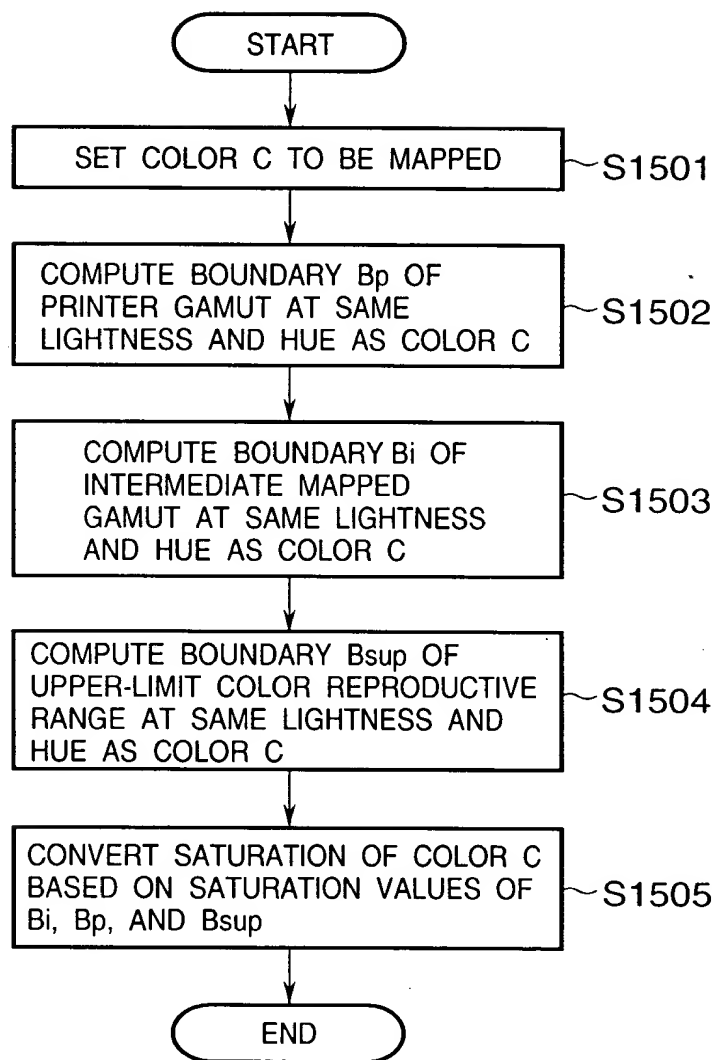 START
SET COLOR C TO BE MAPPED
S1501
COMPUTE BOUNDARY Bp OF
PRINTER GAMUT AT SAME
LIGHTNESS AND HUE AS COLOR C
S1502
COMPUTE BOUNDARY Bi OF
INTERMEDIATE MAPPED
GAMUT AT SAME LIGHTNESS
AND HUE AS COLOR C
S1503
COMPUTE BOUNDARY Bsup OF
UPPER-LIMIT COLOR REPRODUCTIVE
RANGE AT SAME LIGHTNESS AND
HUE AS COLOR C
S1504
CONVERT SATURATION OF COLOR C
BASED ON SATURATION VALUES OF
Bi, Bp, AND Bsup
S1505
END